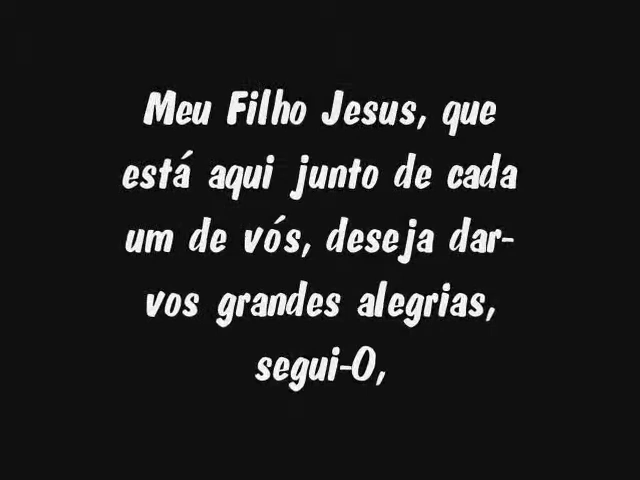 Meu Filho Jesus, que
está aqui junto de cada
um de vós, deseja dar-
vos grandes alegrias,
segui-O,